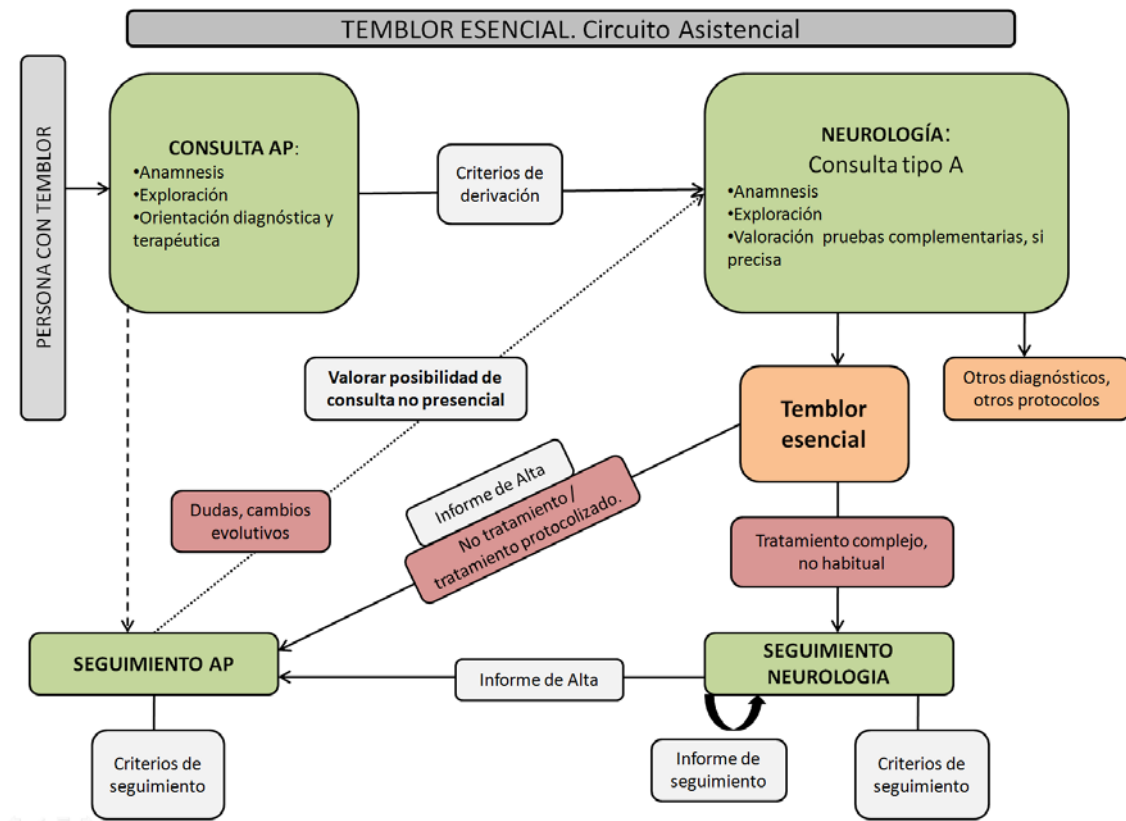 TEMBLOR ESENCIAL. Circuito Asistencial
PERSONA CON TEMBLOR
CONSULTA AP:
•Anamnesis
•Exploración
•Orientación diagnóstica y
terapéutica
Criterios de
derivación
NEUROLOGÍA:
Consulta tipo A
•Anamnesis
•Exploración
•Valoración pruebas complementarias, si
precisa
Valorar posibilidad de
consulta no presencial
Temblor
esencial
Otros diagnósticos,
otros protocolos
Dudas, cambios
evolutivos
Informe de Alta
No tratamiento /
tratamiento protocolizado.
Tratamiento complejo,
no habitual
SEGUIMIENTO AP
Informe de Alta
SEGUIMIENTO
NEUROLOGIA
Criterios de
seguimiento
Informe de
seguimiento
Criterios de
seguimiento